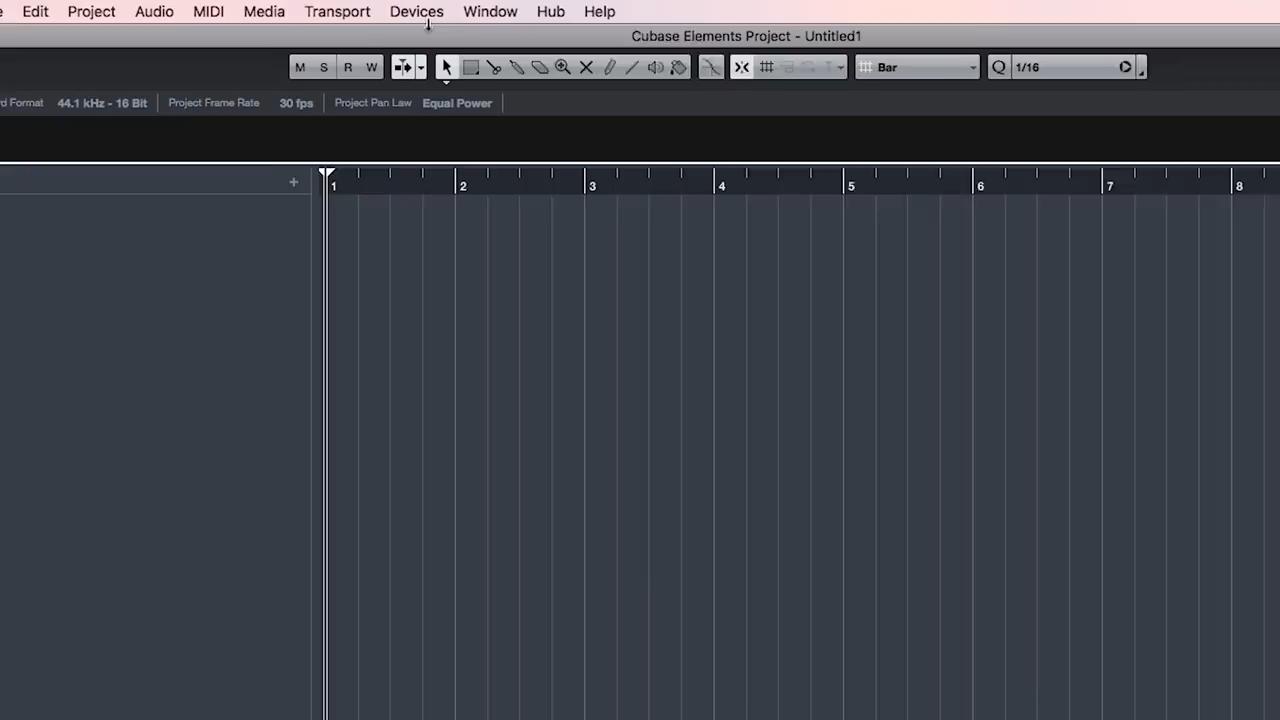 Edit Project Audio MIDI Media Transport Devices Window Hub Help
Cubase Elements Project - Untitled1
M S R W Bar Q 1/16
Format 44.1 kHz - 16 Bit Project Frame Rate 30 fps Project Pan Law Equal Power
1 2 3 4 5 6 7 8